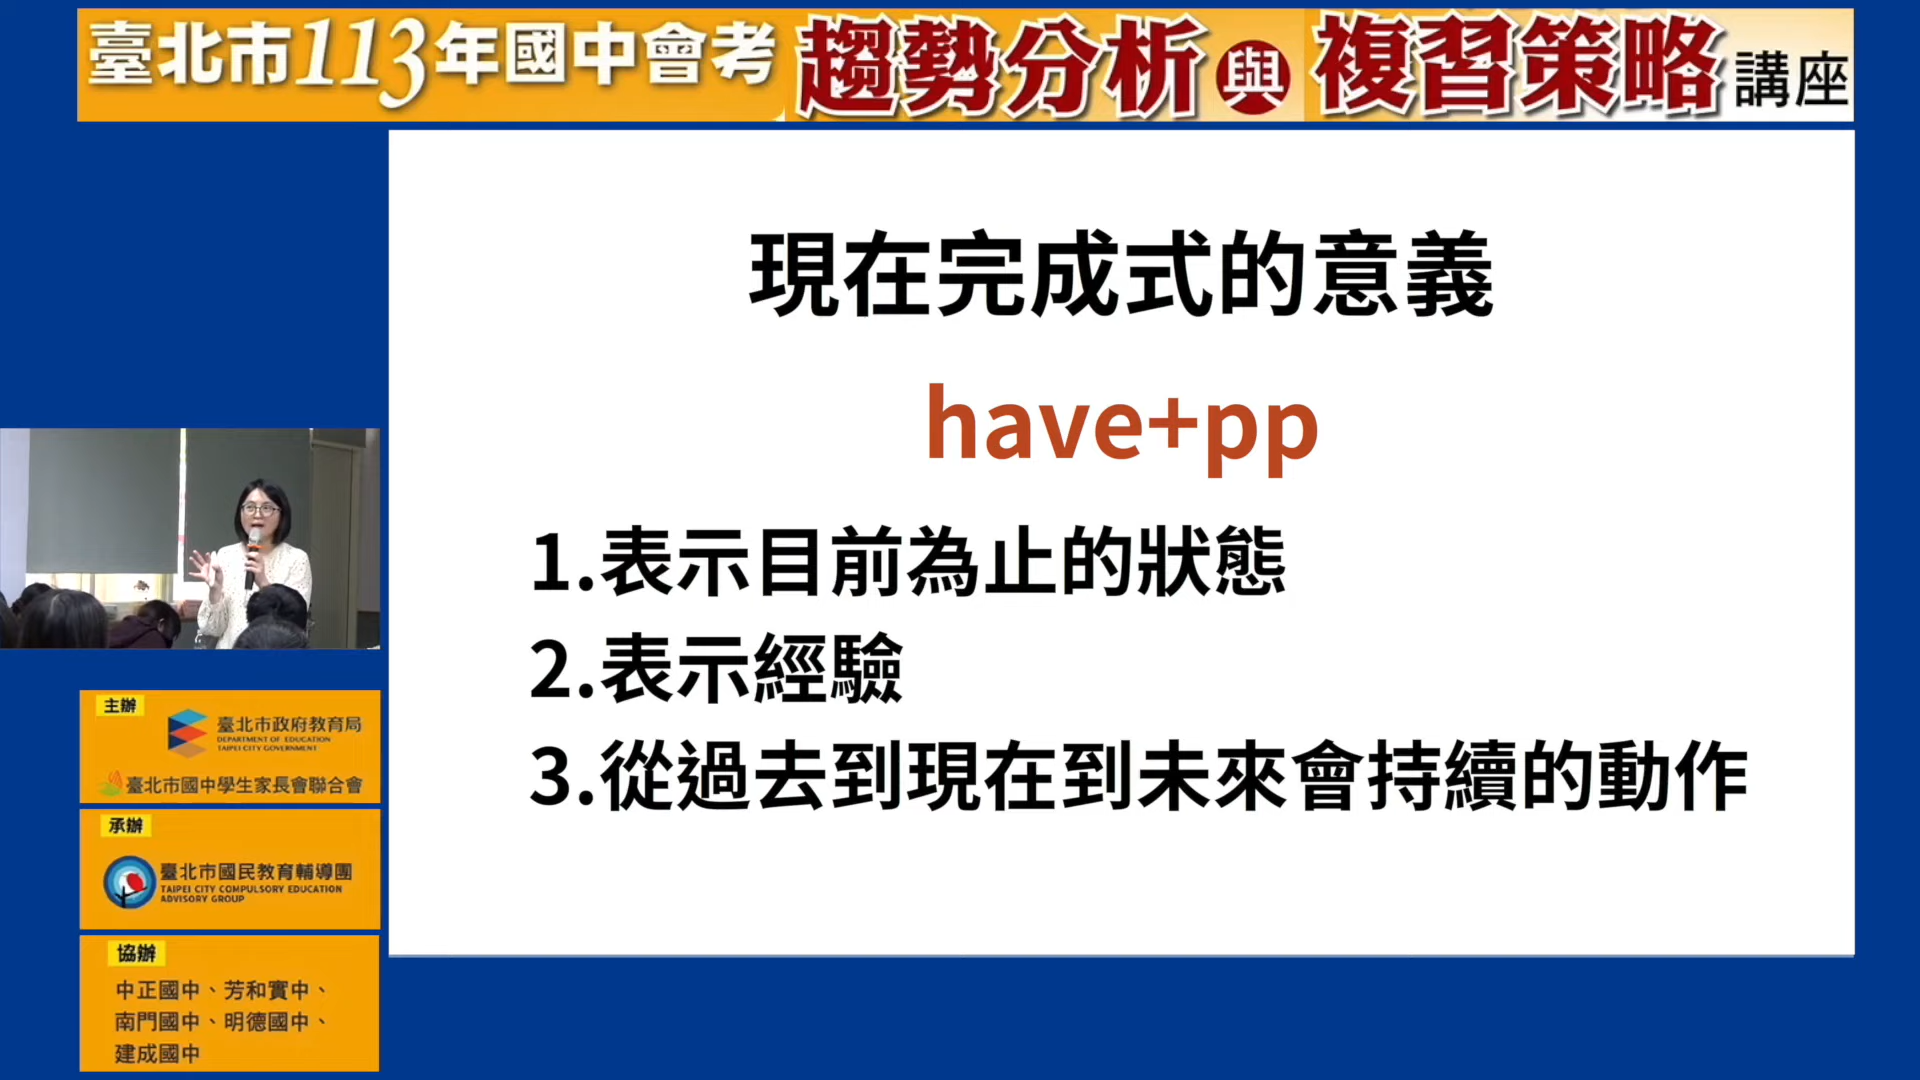 臺北市113年國中會考 趨勢分析與複習策略 講座
現在完成式的意義
have+pp
1.表示目前為止的狀態
2.表示經驗
3.從過去到現在到未來會持續的動作
主辦
臺北市政府教育局
DEPARTMENT OF EDUCATION
TAIPEI CITY GOVERNMENT
臺北市國中學生家長會聯合會
承辦
臺北市國民教育輔導團
TAIPEI CITY COMPULSORY EDUCATION
ADVISORY GROUP
協辦
中正國中、芳和實中、
南門國中、明德國中、
建成國中